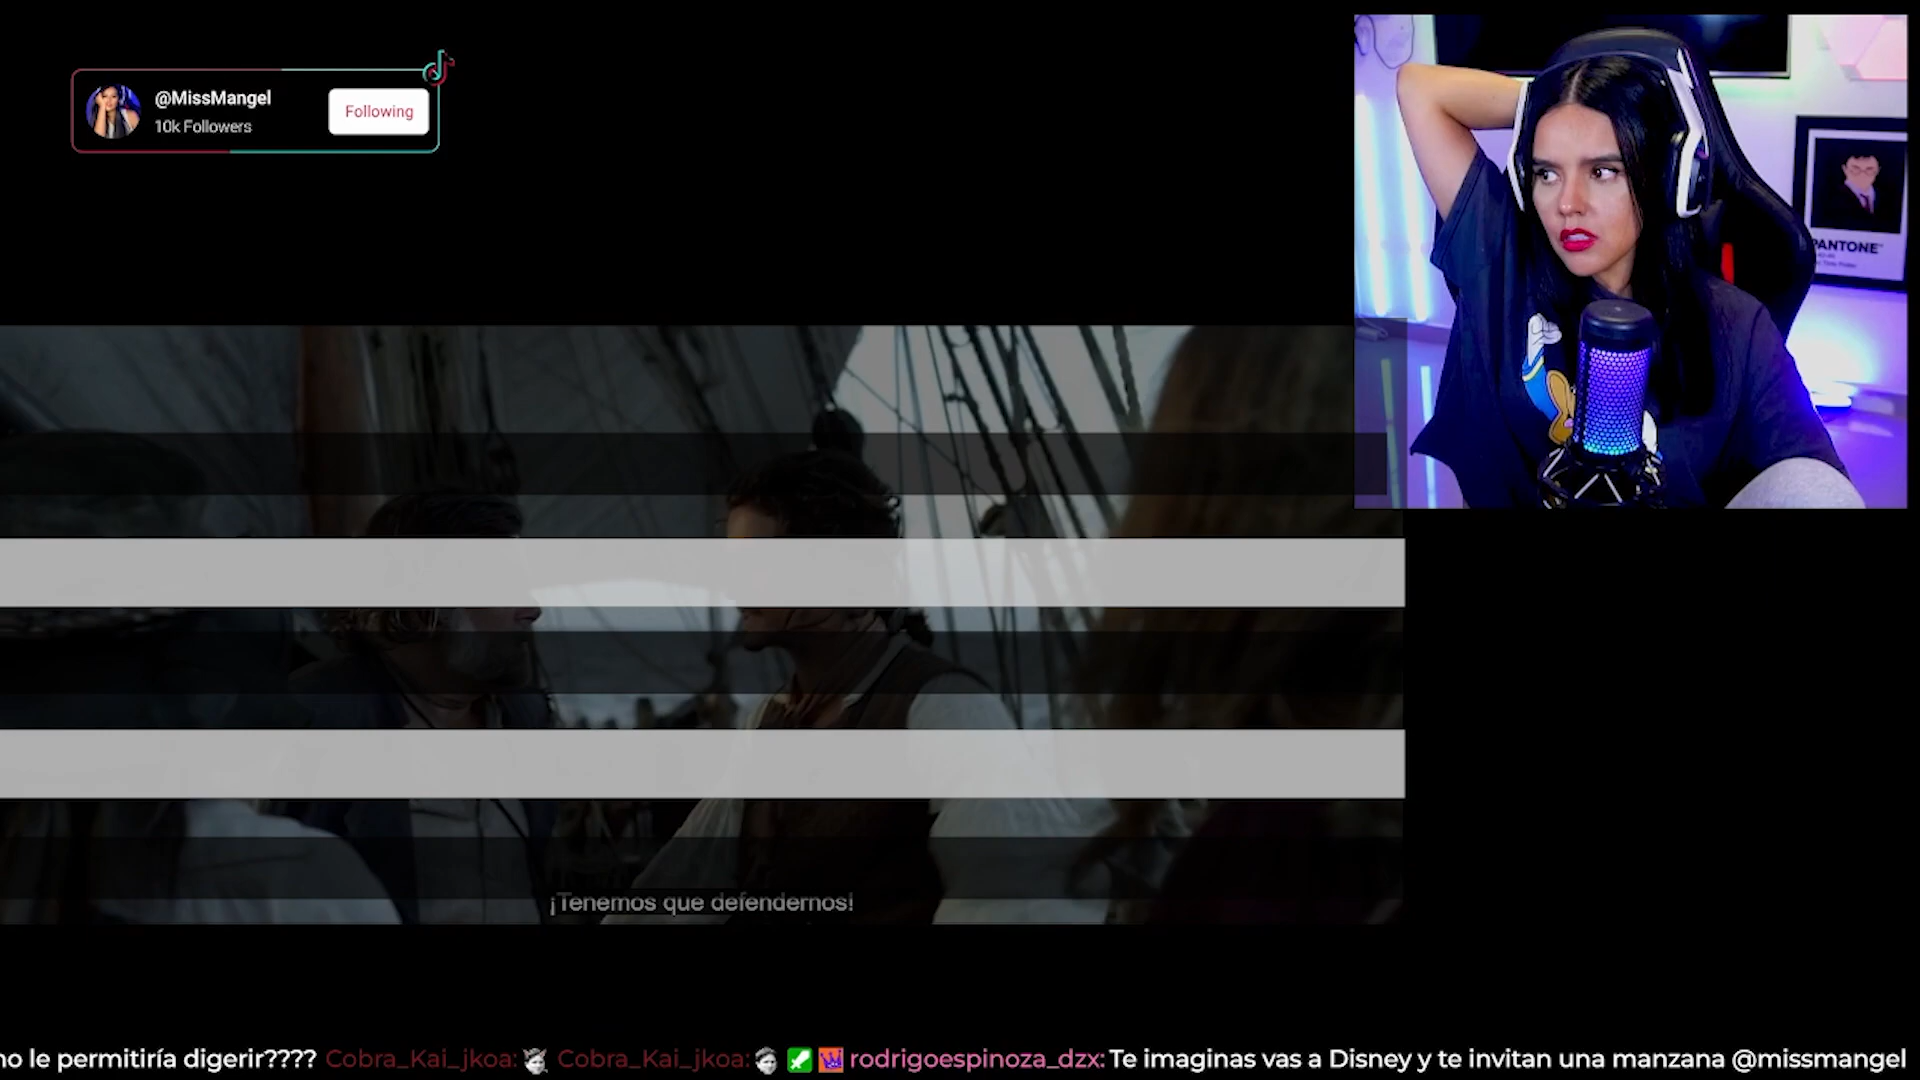 @MissMangel
10k Followers
Following
PANTONE
¡Tenemos que defendernos!
no le permitiría digerir???? Cobra_Kai_jkoa: Cobra_Kai_jkoa: rodrigoespinoza_dzx: Te imaginas vas a Disney y te invitan una manzana @missmangel